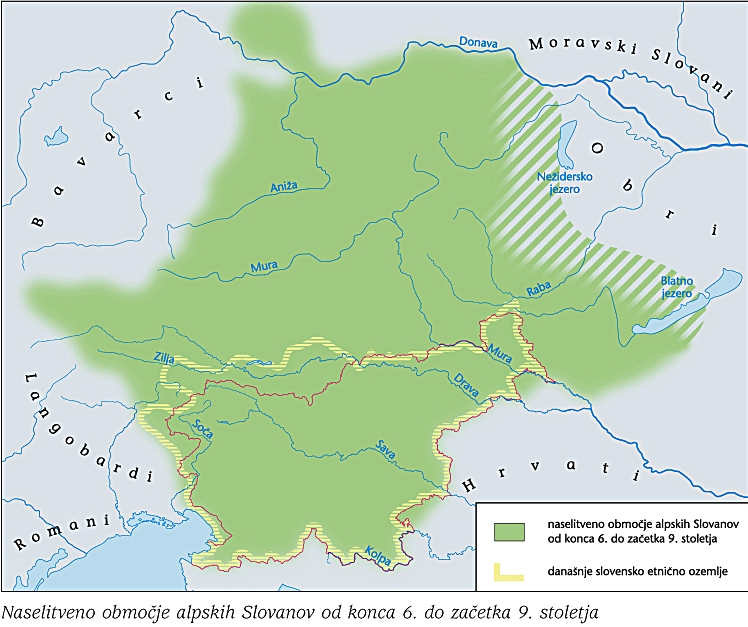 Donava
Moravski Slovani
Bavarci
Obri
Nežidersko
jezero
Aniža
Mura
Raba
Blatno
jezero
Zilja
Mura
Drava
Langobardi
Soča
Sava
Hrvati
Romani
Kolpa
naselitveno območje alpskih Slovanov
od konca 6. do začetka 9. stoletja
današnje slovensko etnično ozemlje
Naselitveno območje alpskih Slovanov od konca 6. do začetka 9. stoletja